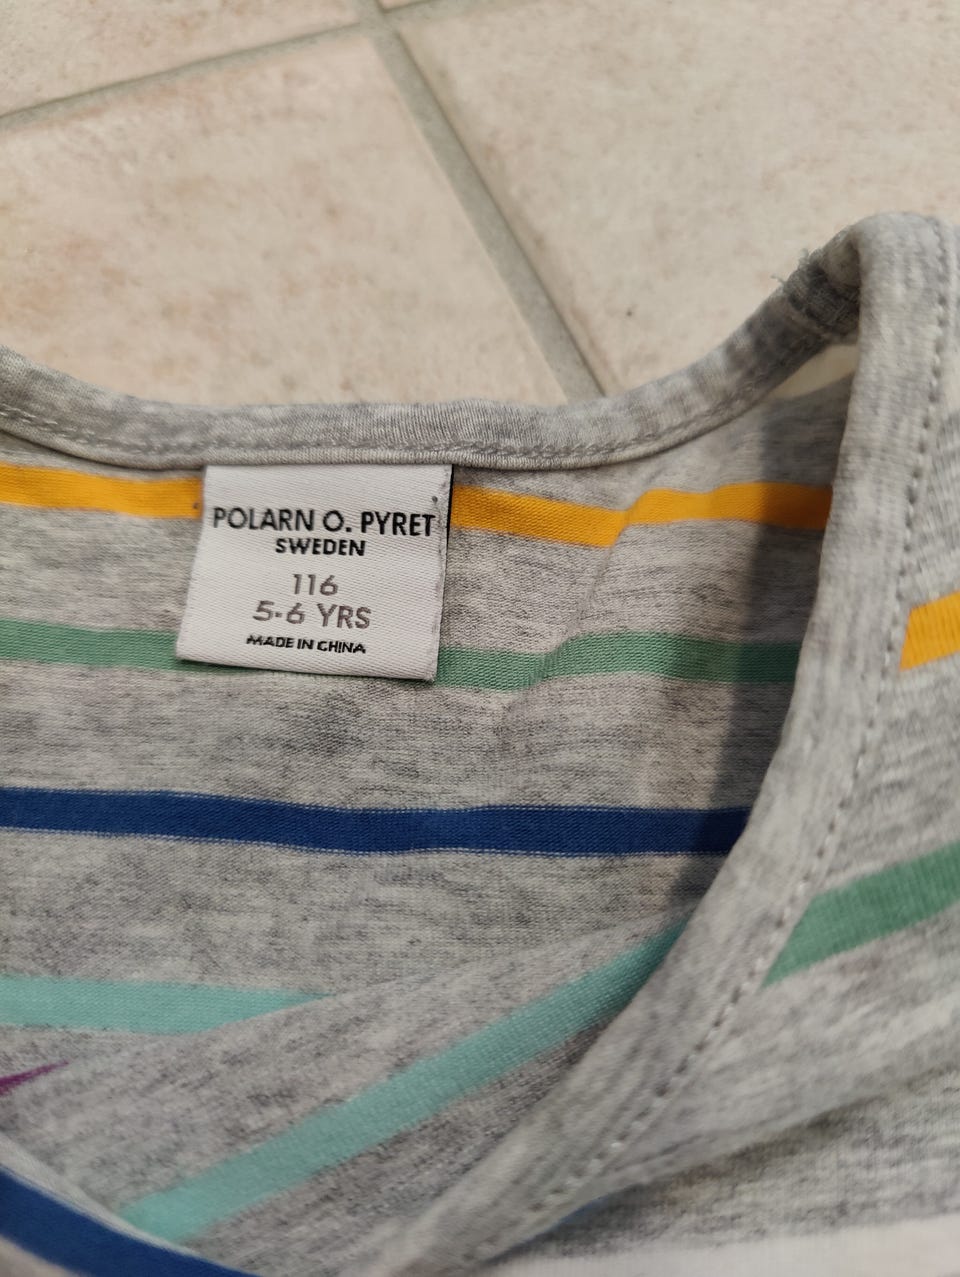 POLARN O. PYRET
SWEDEN
116
5-6 YRS
MADE IN CHINA